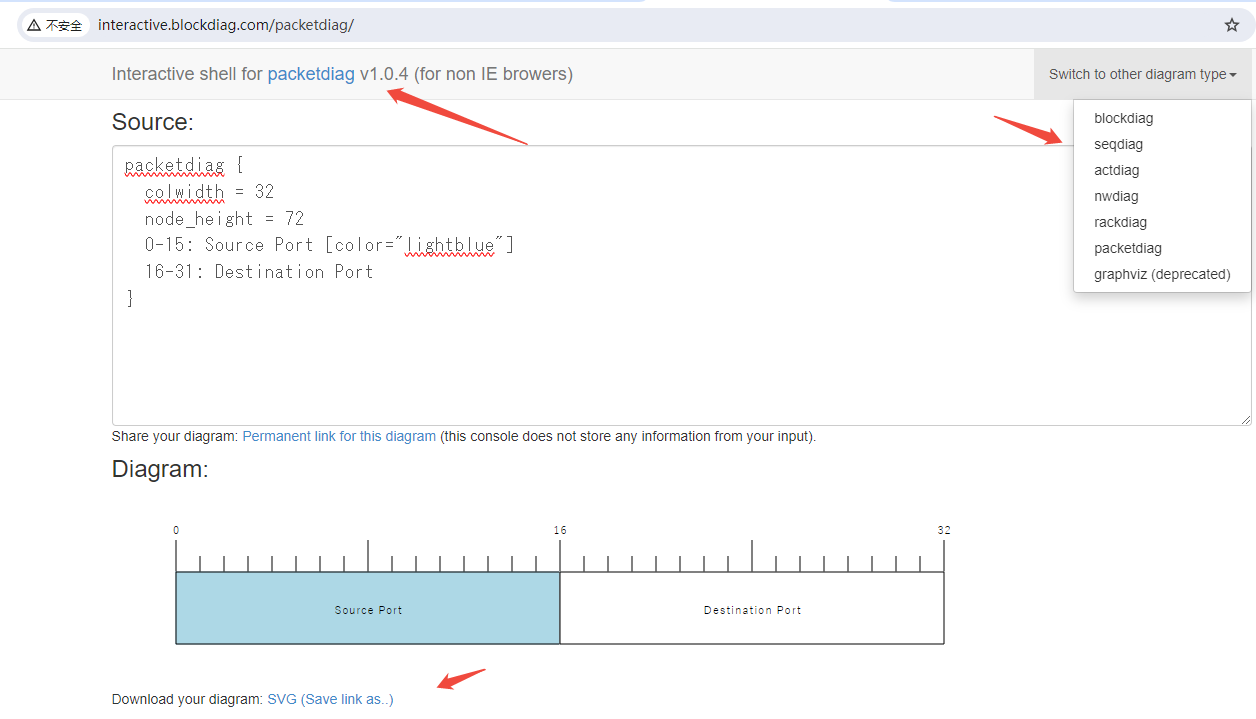 不安全 interactive.blockdiag.com/packetdiag/
Interactive shell for packetdiag v1.0.4 (for non IE browers)
Switch to other diagram type
blockdiag
seqdiag
actdiag
nwdiag
rackdiag
packetdiag
graphviz (deprecated)
Source:
packetdiag {
  colwidth = 32
  node_height = 72
  0-15: Source Port [color="lightblue"]
  16-31: Destination Port
}
Share your diagram: Permanent link for this diagram (this console does not store any information from your input).
Diagram:
0 16 32
Source Port Destination Port
Download your diagram: SVG (Save link as..)